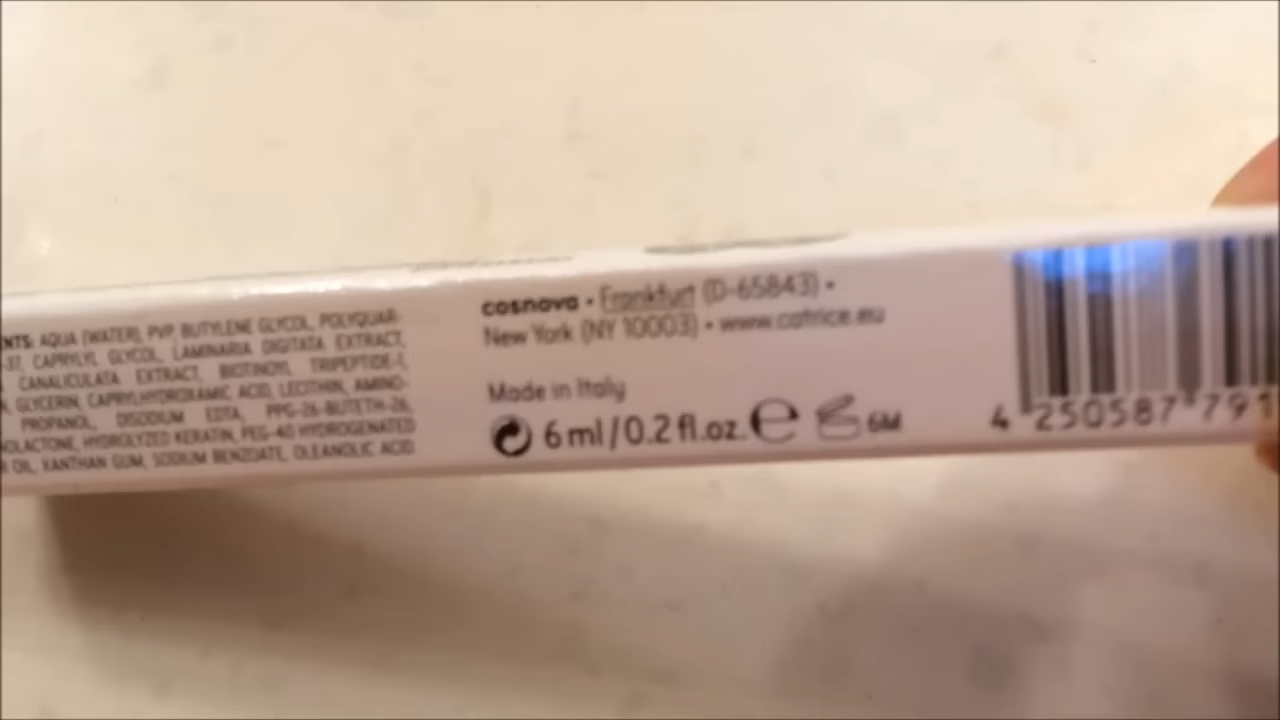 ENTS: AQUA (WATER), PVP, BUTYLENE GLYCOL, POLYQUAR-
-37, CAPRYLYL GLYCOL, LAMINARIA DIGITATA EXTRACT,
CANALICULATA EXTRACT, BIOTINOYL TRIPEPTIDE-1,
GLYCERIN, CAPRYLHYDROXAMIC ACID, LECITHIN, AMINO-
PROPANOL, DISODIUM EDTA, PPG-26-BUTETH-26,
OLACTONE, HYDROLYZED KERATIN, PEG-40 HYDROGENATED
R OIL, XANTHAN GUM, SODIUM BENZOATE, OLEANOLIC ACID
cosnova • Frankfurt (D-65843) •
New York (NY 10003) • www.catrice.eu
Made in Italy
6 ml/0.2 fl.oz. e 6M
4 250587 791